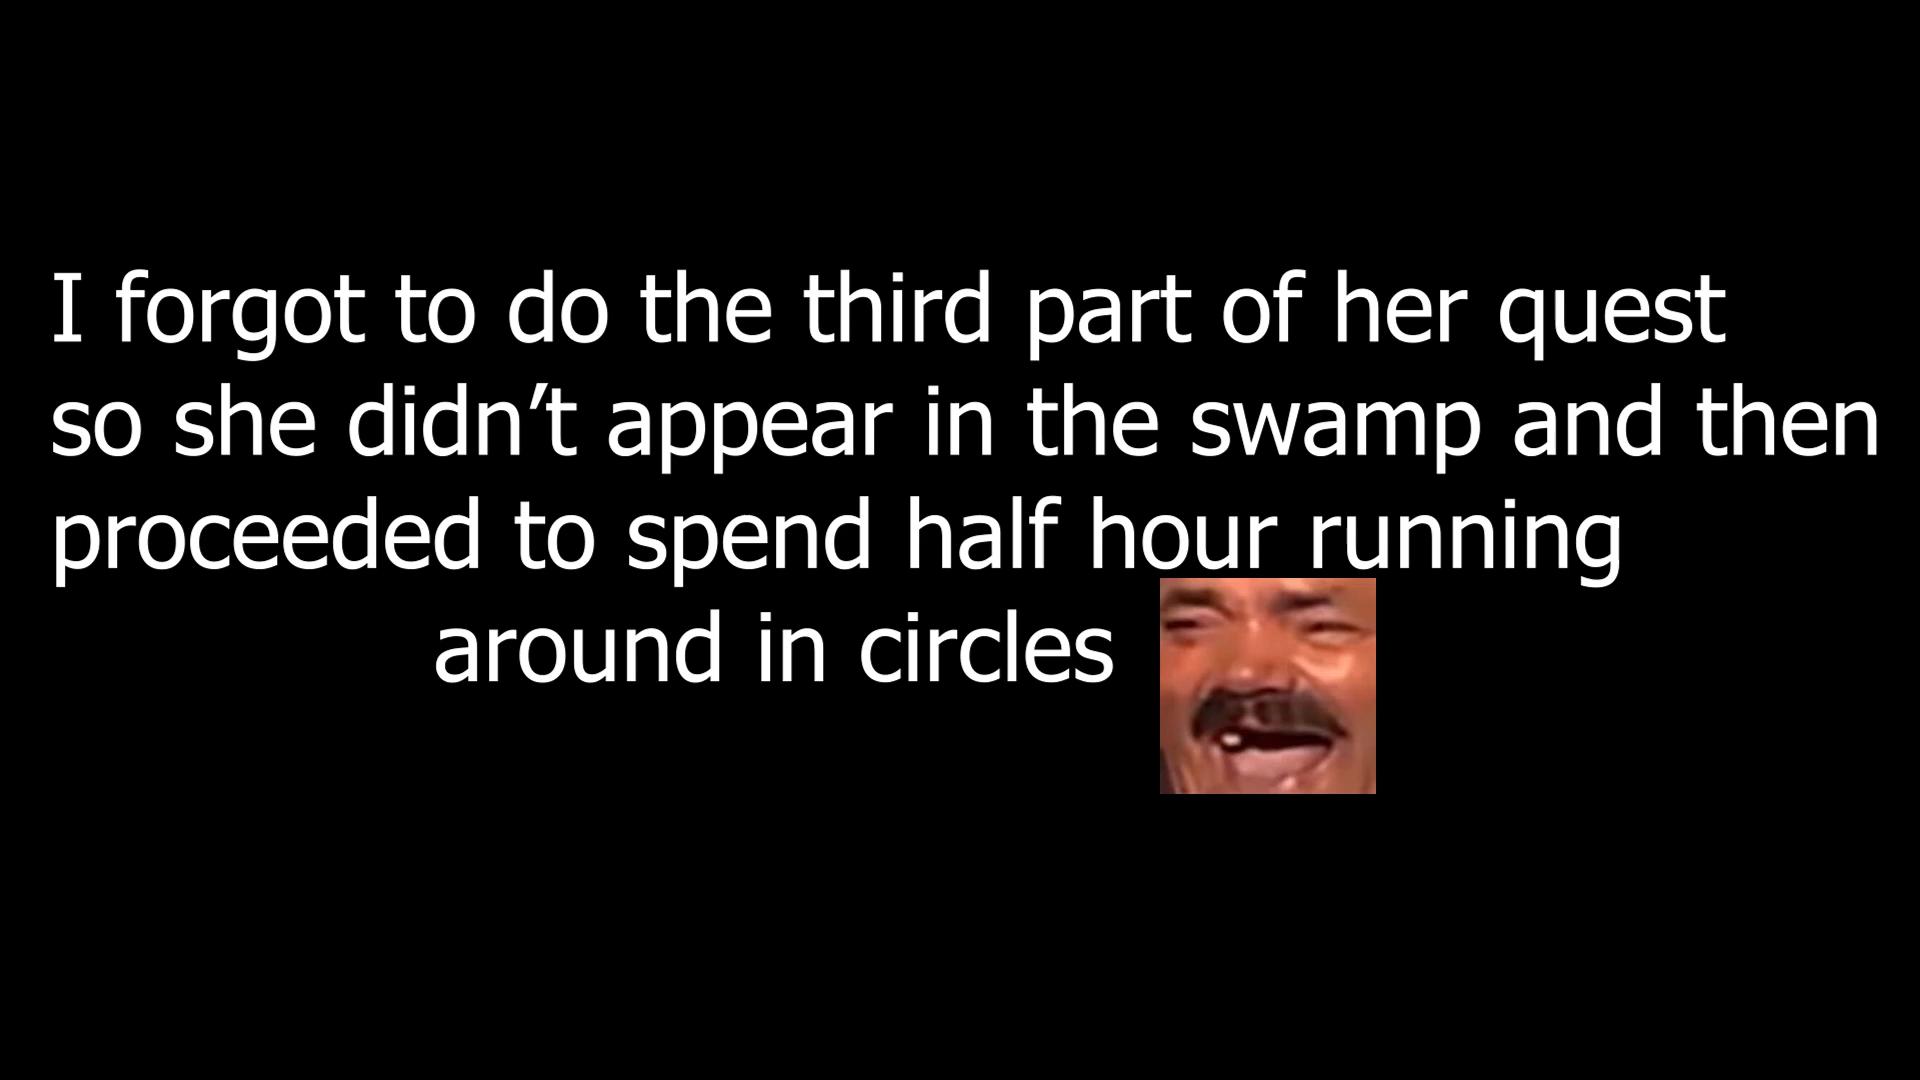 I forgot to do the third part of her quest
so she didn’t appear in the swamp and then
proceeded to spend half hour running
around in circles